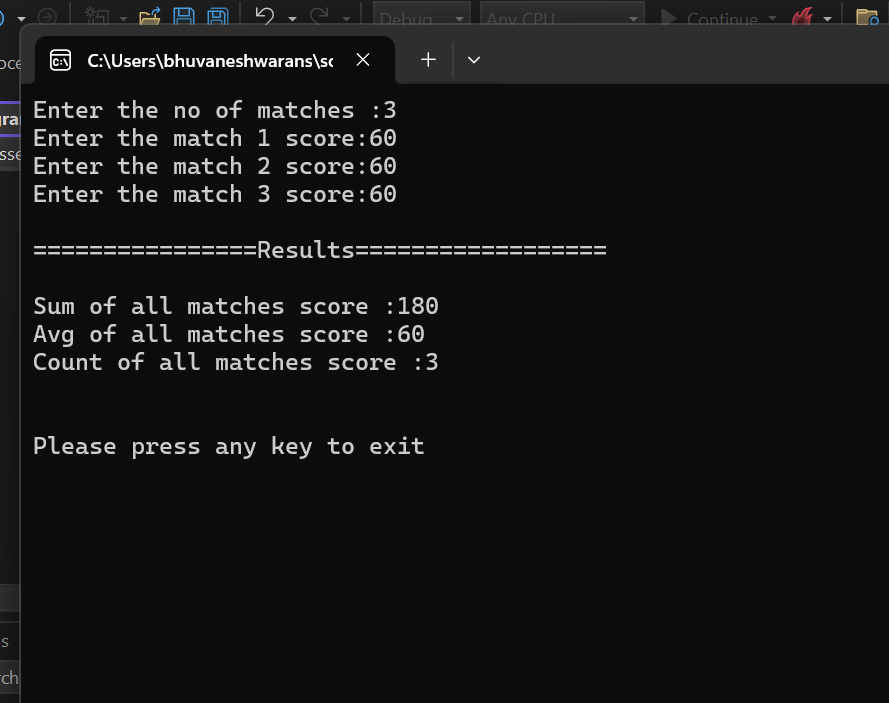 Debug
Any CPU
Continue
C:\Users\bhuvaneshwarans\sc
Enter the no of matches :3
Enter the match 1 score:60
Enter the match 2 score:60
Enter the match 3 score:60
================Results==================
Sum of all matches score :180
Avg of all matches score :60
Count of all matches score :3
Please press any key to exit